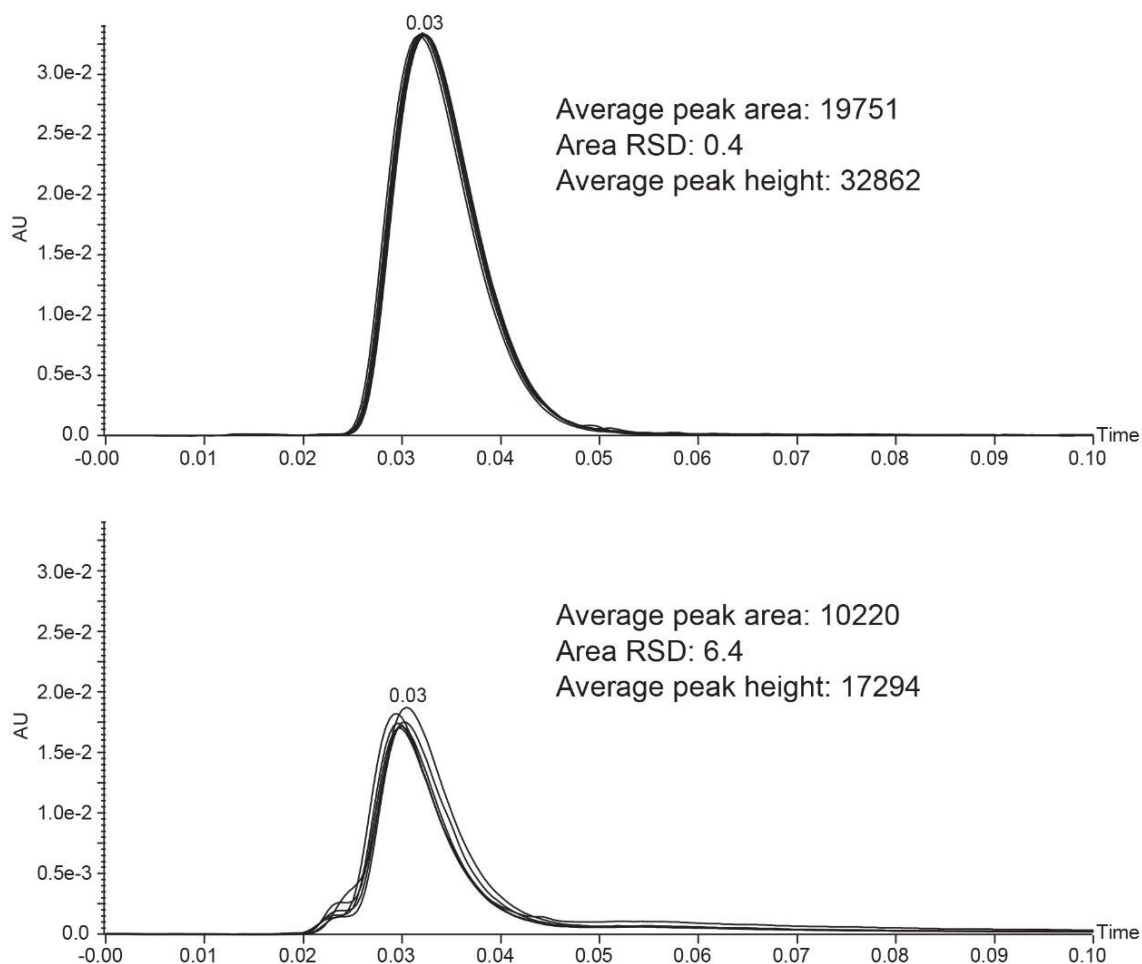 0.03
3.0e-2
2.5e-2
2.0e-2
1.5e-2
1.0e-2
0.5e-3
0.0
AU
Average peak area: 19751
Area RSD: 0.4
Average peak height: 32862
-0.00 0.01 0.02 0.03 0.04 0.05 0.06 0.07 0.08 0.09 0.10
Time
3.0e-2
2.5e-2
2.0e-2
1.5e-2
1.0e-2
0.5e-3
0.0
AU
0.03
Average peak area: 10220
Area RSD: 6.4
Average peak height: 17294
-0.00 0.01 0.02 0.03 0.04 0.05 0.06 0.07 0.08 0.09 0.10
Time